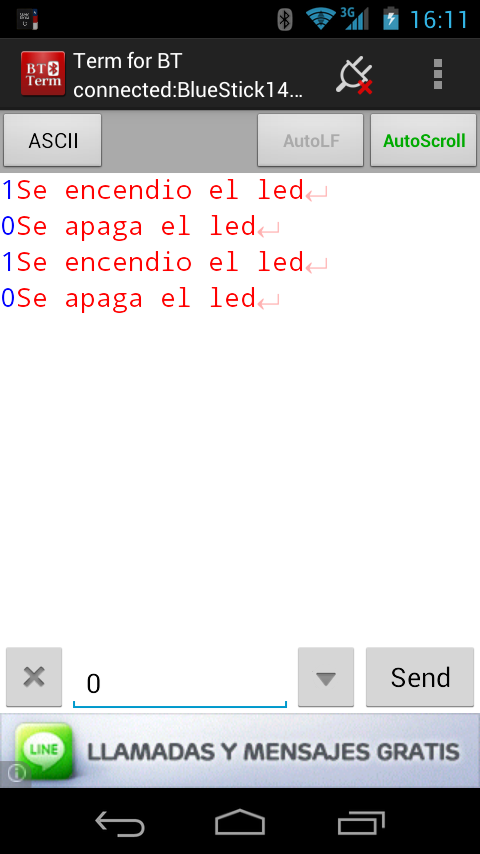 3G
16:11
BT
Term
Term for BT
connected:BlueStick14...
ASCII
AutoLF
AutoScroll
1Se encendio el led
0Se apaga el led
1Se encendio el led
0Se apaga el led
0
Send
LINE
LLAMADAS Y MENSAJES GRATIS